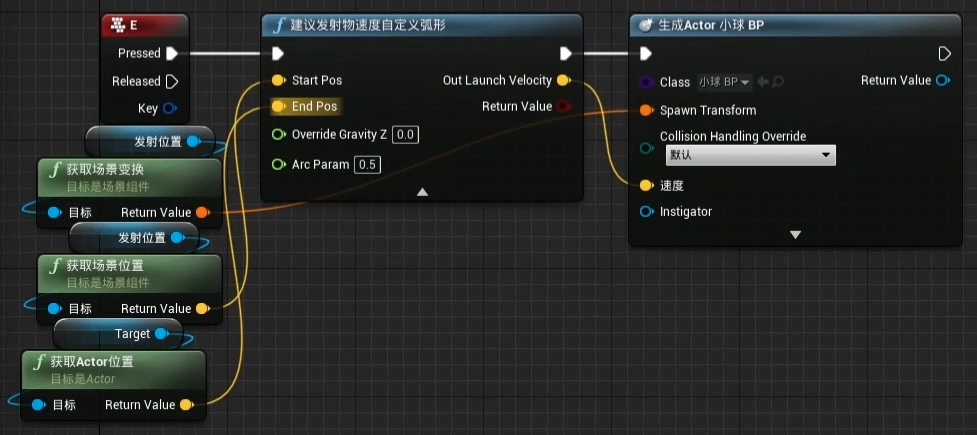 E
Pressed
Released
Key
发射位置
f 获取场景变换
目标是场景组件
目标 Return Value
发射位置
f 获取场景位置
目标是场景组件
目标 Return Value
Target
f 获取Actor位置
目标是Actor
目标 Return Value
f 建议发射物速度自定义弧形
Start Pos Out Launch Velocity
End Pos Return Value
Override Gravity Z 0.0
Arc Param 0.5
生成Actor 小球 BP
Class 小球 BP Return Value
Spawn Transform
Collision Handling Override
默认
速度
Instigator